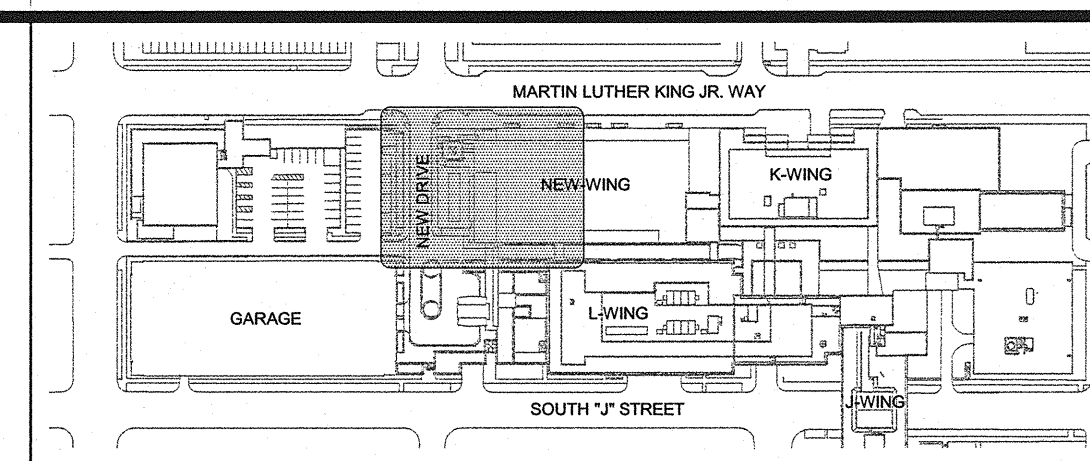 MARTIN LUTHER KING JR. WAY
NEW DRIVE
NEW-WING
K-WING
GARAGE
L-WING
SOUTH "J" STREET
J-WING